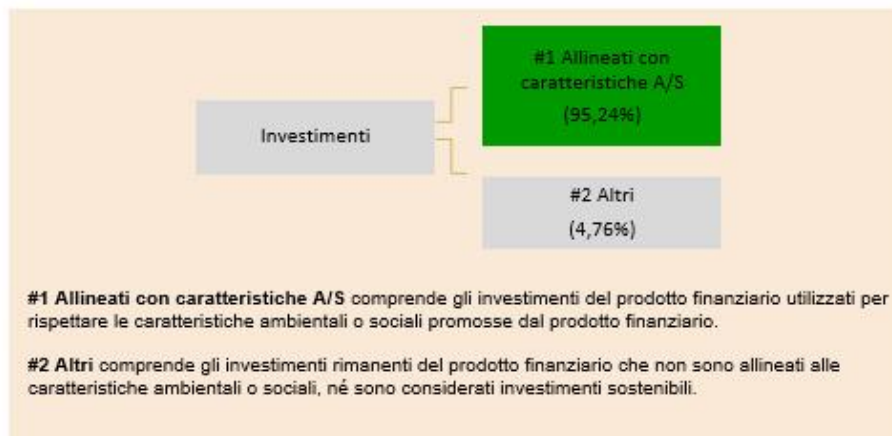 #1 Allineati con
caratteristiche A/S
(95,24%)
Investimenti
#2 Altri
(4,76%)
#1 Allineati con caratteristiche A/S comprende gli investimenti del prodotto finanziario utilizzati per
rispettare le caratteristiche ambientali o sociali promosse dal prodotto finanziario.
#2 Altri comprende gli investimenti rimanenti del prodotto finanziario che non sono allineati alle
caratteristiche ambientali o sociali, né sono considerati investimenti sostenibili.